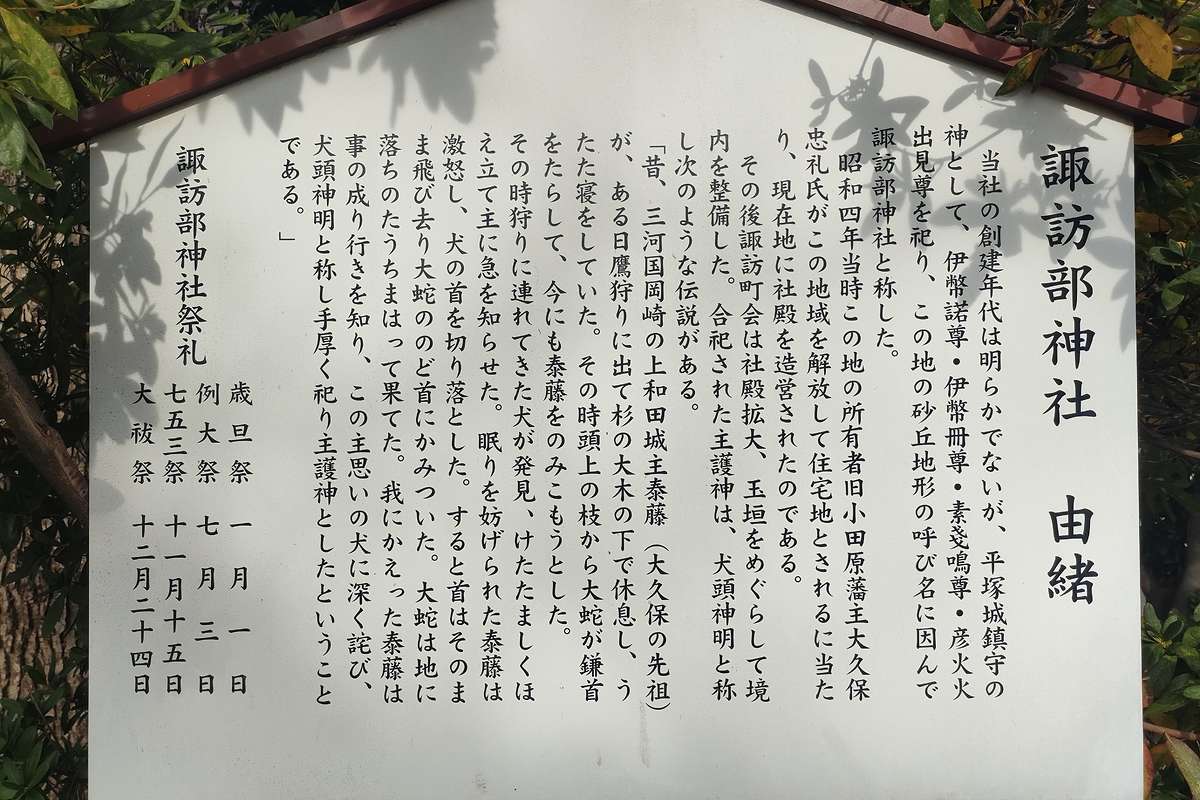 諏訪部神社　由緒
当社の創建年代は明らかでないが、平塚城鎮守の
神として、伊幣諾尊・伊幣冊尊・素戔鳴尊・彦火火
出見尊を祀り、この地の砂丘地形の呼び名に因んで
諏訪部神社と称した。
昭和四年当時この地の所有者旧小田原藩主大久保
忠礼氏がこの地域を解放して住宅地とされるに当た
り、現在地に社殿を造営されたのである。
その後諏訪町会は社殿拡大、玉垣をめぐらして境
内を整備した。合祀された主護神は、犬頭神明と称
し次のような伝説がある。
「昔、三河国岡崎の上和田城主泰藤（大久保の先祖）
が、ある日鷹狩りに出て杉の大木の下で休息し、う
たた寝をしていた。その時頭上の枝から大蛇が鎌首
をたらして、今にも泰藤をのみこもうとした。
その時狩りに連れてきた犬が発見、けたたましくほ
え立て主に急を知らせた。眠りを妨げられた泰藤は
激怒し、犬の首を切り落とした。すると首はそのま
ま飛び去り大蛇ののど首にかみついた。大蛇は地に
落ちのたうちまはって果てた。我にかえった泰藤は
事の成り行きを知り、この主思いの犬に深く詫び、
犬頭神明と称し手厚く祀り主護神としたということ
である。」
諏訪部神社祭礼
歳旦祭　一月一日
例大祭　七月三日
七五三祭　十一月十五日
大祓祭　十二月二十四日